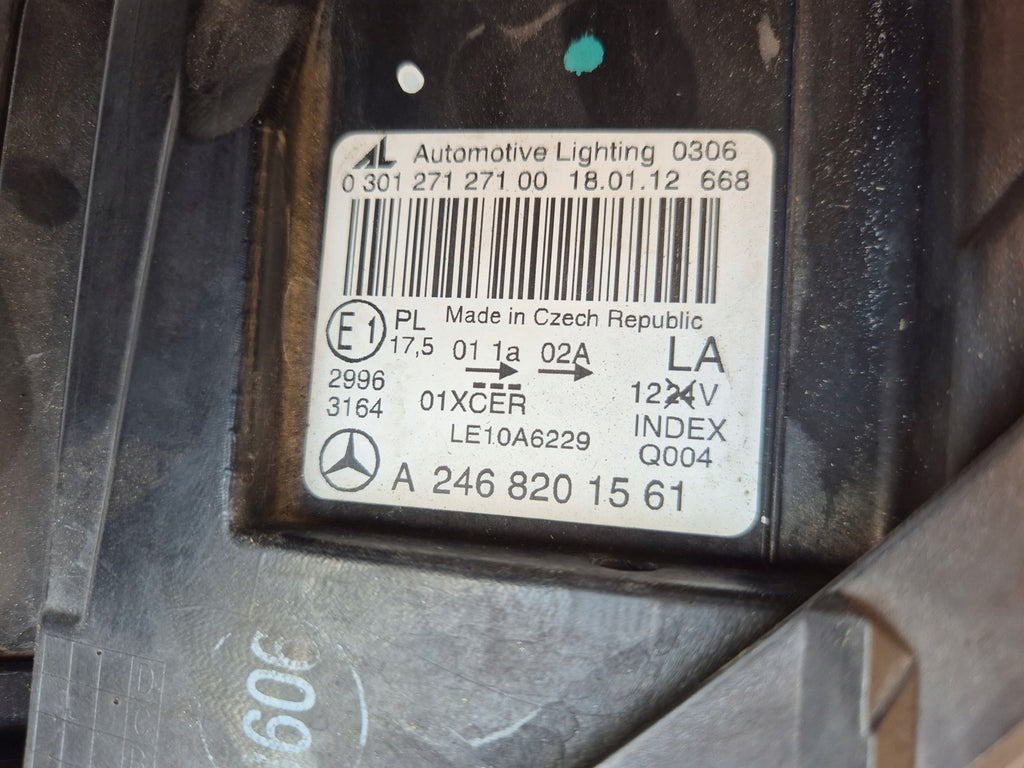 AL Automotive Lighting 0306
0 301 271 271 00 18.01.12 668
Made in Czech Republic
E1 PL 17,5 01 1a 02A LA
2996 12 24 V
3164 01XCER INDEX
LE10A6229 Q004
A 246 820 15 61